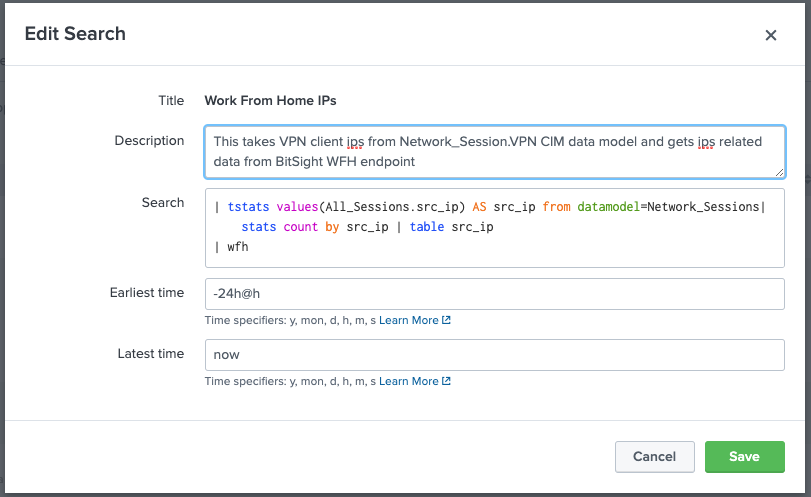 Edit Search
Title Work From Home IPs
Description This takes VPN client ips from Network_Session.VPN CIM data model and gets ips related
data from BitSight WFH endpoint
Search | tstats values(All_Sessions.src_ip) AS src_ip from datamodel=Network_Sessions|
stats count by src_ip | table src_ip
| wfh
Earliest time -24h@h
Time specifiers: y, mon, d, h, m, s Learn More
Latest time now
Time specifiers: y, mon, d, h, m, s Learn More
Cancel Save